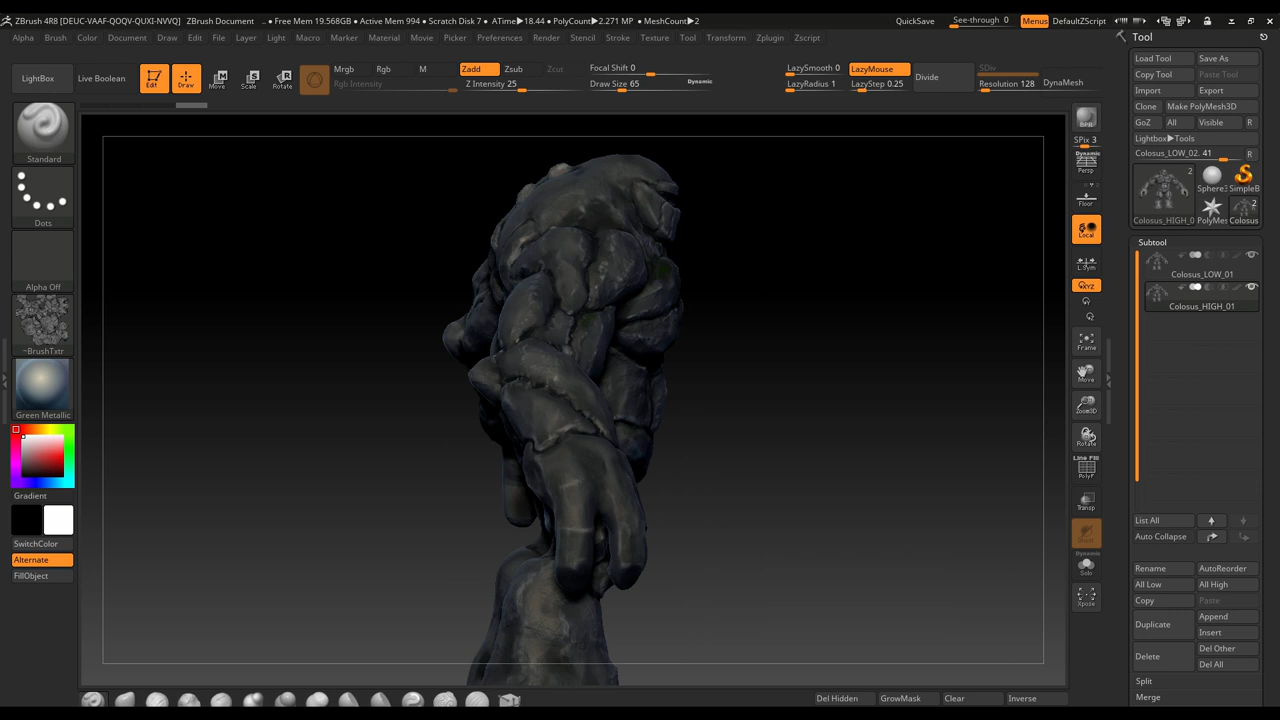 ZBrush 4R8 [DEUC-VAAF-QOQV-QUXI-NVVQ] ZBrush Document .. • Free Mem 19.568GB • Active Mem 994 • Scratch Disk 7 • ATime▶18.44 • PolyCount▶2.271 MP • MeshCount▶2 QuickSave See-through 0 Menus DefaultZScript
Alpha Brush Color Document Draw Edit File Layer Light Macro Marker Material Movie Picker Preferences Render Stencil Stroke Texture Tool Transform Zplugin Zscript
LightBox Live Boolean Edit Draw Move Scale Rotate
Mrgb Rgb M Zadd Zsub Zcut Focal Shift 0 LazySmooth 0 LazyMouse Divide SDiv DynaMesh
Rgb Intensity Z Intensity 25 Draw Size 65 Dynamic LazyRadius 1 LazyStep 0.25 Resolution 128
Standard
Dots
Alpha Off
~BrushTxtr
Green Metallic
Gradient
SwitchColor
Alternate
FillObject
BPR
SPix 3
Dynamic
Persp
Floor
Local
L.Sym
XYZ
Frame
Move
Zoom3D
Rotate
Line Fill
PolyF
Transp
Dynamic
Solo
Xpose
Tool
Load Tool Save As
Copy Tool Paste Tool
Import Export
Clone Make PolyMesh3D
GoZ All Visible R
Lightbox▶Tools
Colosus_LOW_02. 41 R
2
Sphere3 SimpleB
2
Colosus_HIGH_0 PolyMes Colosus
Subtool
Colosus_LOW_01
Colosus_HIGH_01
List All
Auto Collapse
Rename AutoReorder
All Low All High
Copy Paste
Duplicate Append
Insert
Delete Del Other
Del All
Split
Merge
Del Hidden GrowMask Clear Inverse